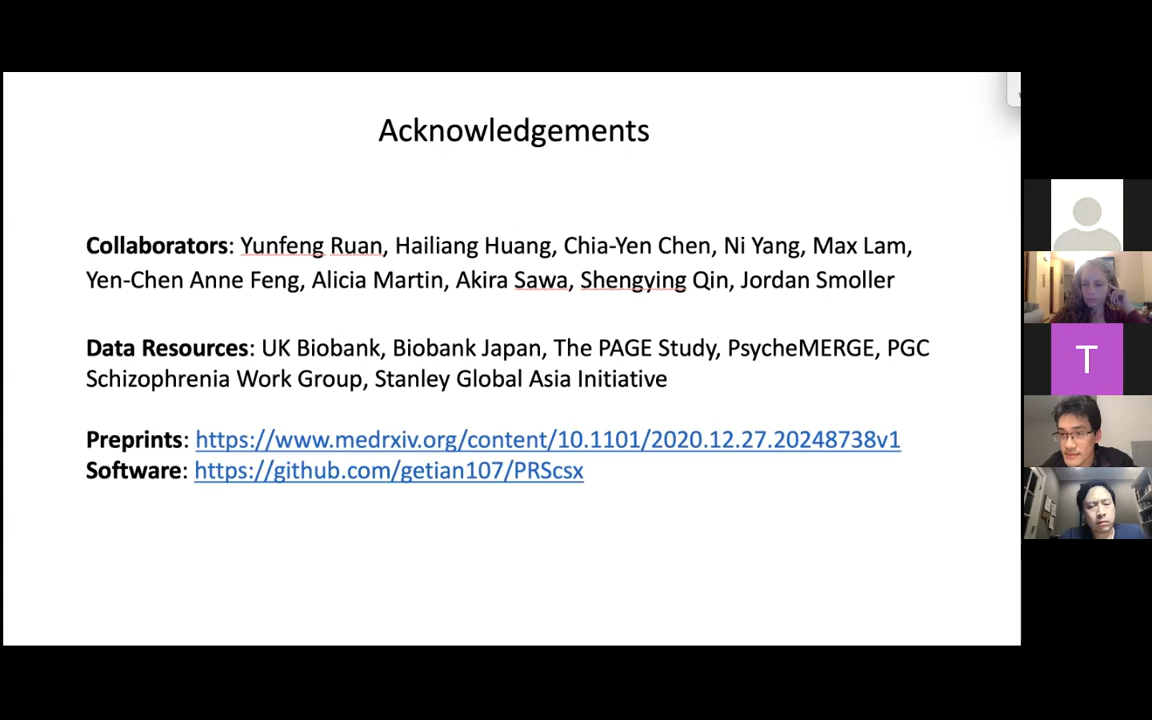 Acknowledgements
Collaborators: Yunfeng Ruan, Hailiang Huang, Chia-Yen Chen, Ni Yang, Max Lam,
Yen-Chen Anne Feng, Alicia Martin, Akira Sawa, Shengying Qin, Jordan Smoller
Data Resources: UK Biobank, Biobank Japan, The PAGE Study, PsycheMERGE, PGC
Schizophrenia Work Group, Stanley Global Asia Initiative
Preprints: https://www.medrxiv.org/content/10.1101/2020.12.27.20248738v1
Software: https://github.com/getian107/PRScsx
T